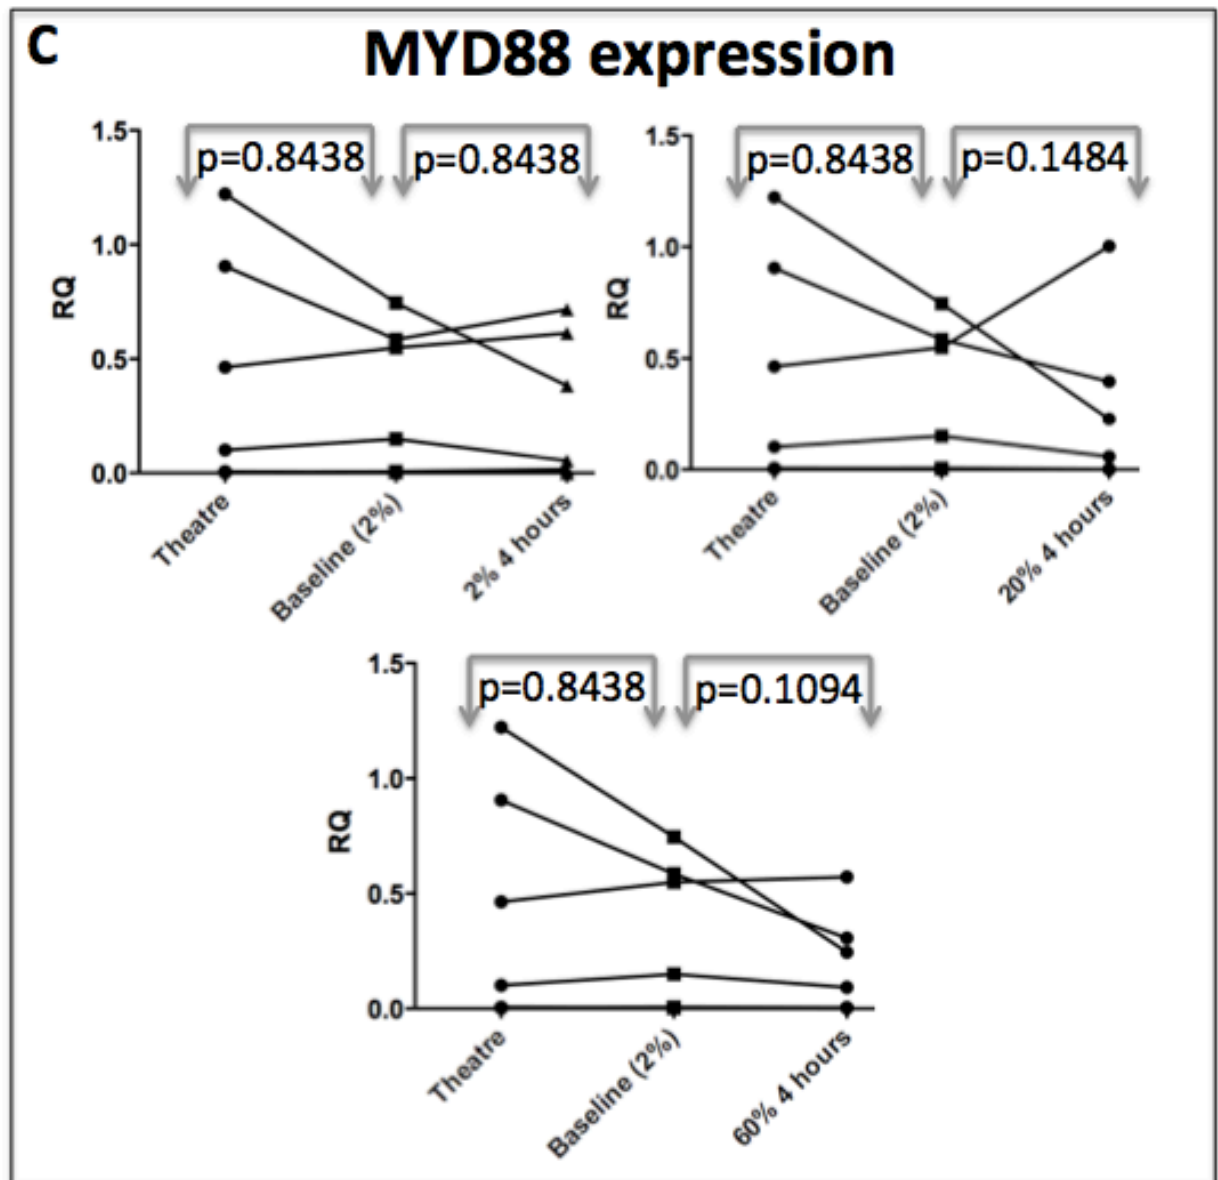 C
MYD88 expression
1.5
p=0.8438
p=0.8438
1.0
RQ
0.5
0.0
Theatre
Baseline (2%)
2% 4 hours
1.5
p=0.8438
p=0.1484
1.0
RQ
0.5
0.0
Theatre
Baseline (2%)
20% 4 hours
1.5
p=0.8438
p=0.1094
1.0
RQ
0.5
0.0
Theatre
Baseline (2%)
60% 4 hours